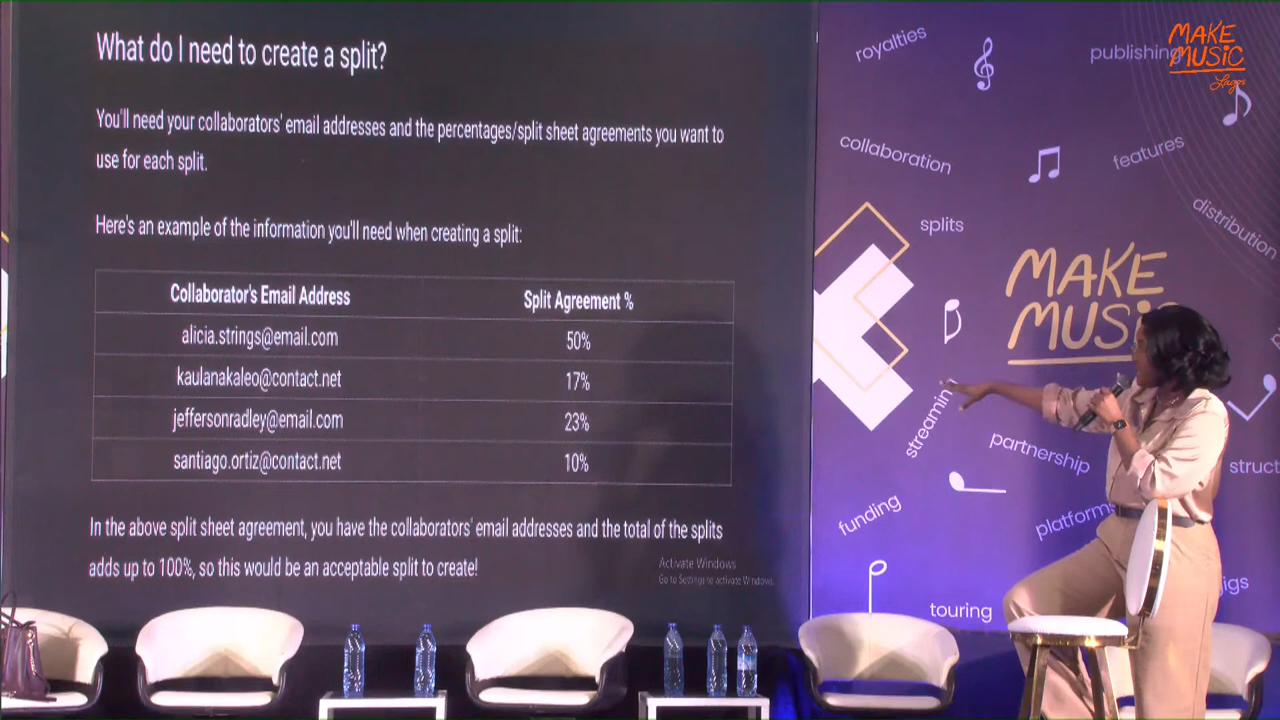 What do I need to create a split?
You'll need your collaborators' email addresses and the percentages/split sheet agreements you want to
use for each split.
Here's an example of the information you'll need when creating a split:
Collaborator's Email Address Split Agreement %
alicia.strings@email.com 50%
kaulanakaleo@contact.net 17%
jeffersonradley@email.com 23%
santiago.ortiz@contact.net 10%
In the above split sheet agreement, you have the collaborators' email addresses and the total of the splits
adds up to 100%, so this would be an acceptable split to create!
Activate Windows
Go to Settings to activate Windows.
royalties
publishing
MAKE
MUSIC
Lagos
collaboration
features
splits
distribution
MAKE
MUSIC
streamin
partnership
struct
funding
platforms
gigs
touring